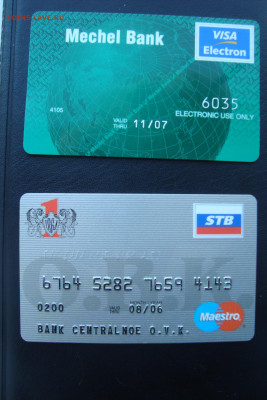 Mechel Bank
VISA
Electron
6035
4105
VALID THRU 11/07
ELECTRONIC USE ONLY
1
STB
O.V.K.
6764 5282 7659 4143
0200 08/06
Maestro
BANK CENTRALNOE O.V.K.